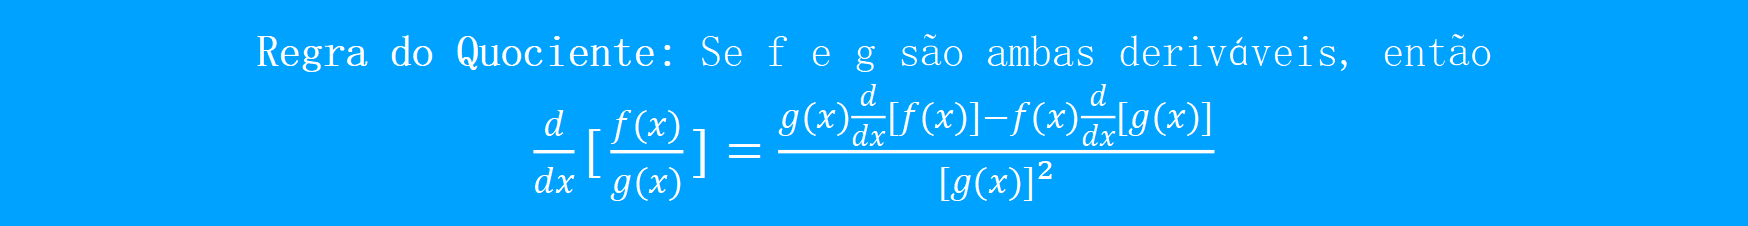 Regra do Quociente: Se f e g são ambas deriváveis, então
d/dx [f(x)/g(x)] = (g(x) d/dx [f(x)] − f(x) d/dx [g(x)]) / [g(x)]²